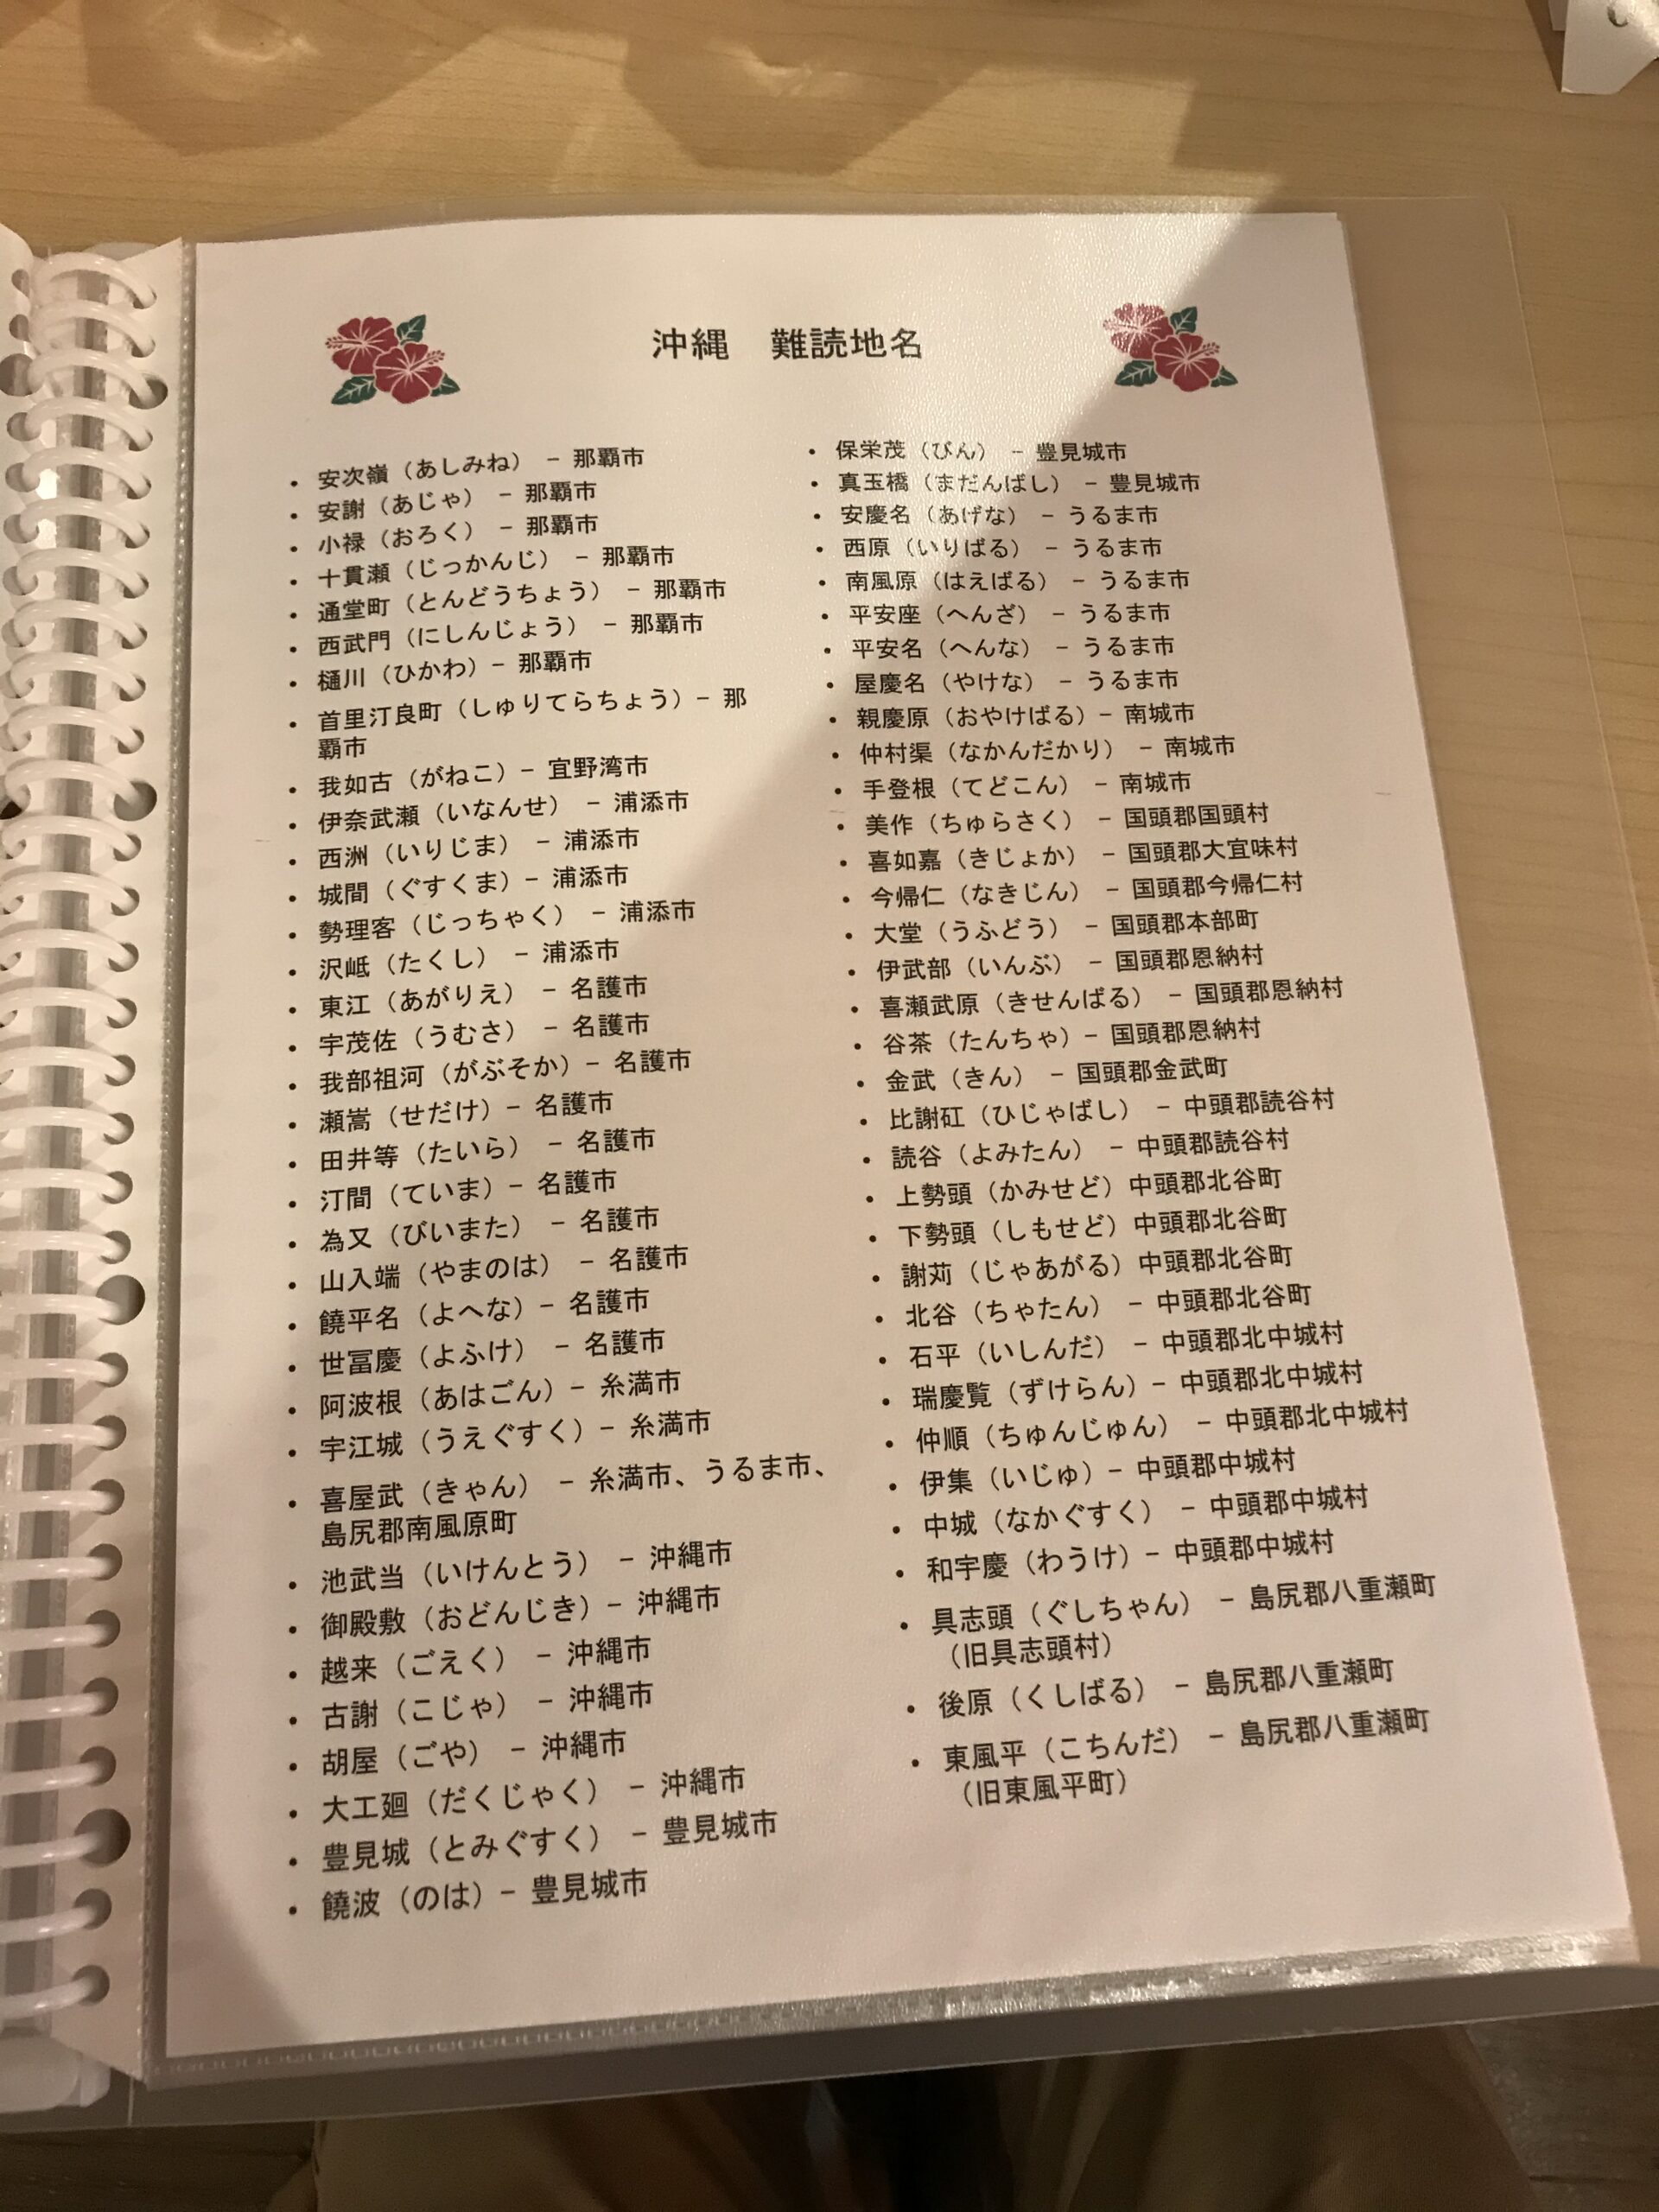 沖縄　難読地名
・安次嶺（あしみね） － 那覇市
・安謝（あじゃ） － 那覇市
・小禄（おろく） － 那覇市
・十貫瀬（じっかんじ） － 那覇市
・通堂町（とんどうちょう） － 那覇市
・西武門（にしんじょう） － 那覇市
・樋川（ひかわ）－ 那覇市
・首里汀良町（しゅりてらちょう）－ 那
覇市
・我如古（がねこ）－ 宜野湾市
・伊奈武瀬（いなんせ） － 浦添市
・西洲（いりじま） － 浦添市
・城間（ぐすくま）－ 浦添市
・勢理客（じっちゃく） － 浦添市
・沢岻（たくし） － 浦添市
・東江（あがりえ） － 名護市
・宇茂佐（うむさ） － 名護市
・我部祖河（がぶそか）－ 名護市
・瀬嵩（せだけ）－ 名護市
・田井等（たいら） － 名護市
・汀間（ていま）－ 名護市
・為又（びいまた） － 名護市
・山入端（やまのは） － 名護市
・饒平名（よへな）－ 名護市
・世冨慶（よふけ） － 名護市
・阿波根（あはごん）－ 糸満市
・宇江城（うえぐすく）－ 糸満市
・喜屋武（きゃん） － 糸満市、うるま市、
島尻郡南風原町
・池武当（いけんとう） － 沖縄市
・御殿敷（おどんじき）－ 沖縄市
・越来（ごえく） － 沖縄市
・古謝（こじゃ） － 沖縄市
・胡屋（ごや） － 沖縄市
・大工廻（だくじゃく） － 沖縄市
・豊見城（とみぐすく） － 豊見城市
・饒波（のは）－ 豊見城市
・保栄茂（びん） － 豊見城市
・真玉橋（まだんばし） － 豊見城市
・安慶名（あげな） － うるま市
・西原（いりばる） － うるま市
・南風原（はえばる） － うるま市
・平安座（へんざ） － うるま市
・平安名（へんな） － うるま市
・屋慶名（やけな） － うるま市
・親慶原（おやけばる）－ 南城市
・仲村渠（なかんだかり） － 南城市
・手登根（てどこん） － 南城市
・美作（ちゅらさく） － 国頭郡国頭村
・喜如嘉（きじょか） － 国頭郡大宜味村
・今帰仁（なきじん） － 国頭郡今帰仁村
・大堂（うふどう） － 国頭郡本部町
・伊武部（いんぶ） － 国頭郡恩納村
・喜瀬武原（きせんばる） － 国頭郡恩納村
・谷茶（たんちゃ）－ 国頭郡恩納村
・金武（きん） － 国頭郡金武町
・比謝矼（ひじゃばし） － 中頭郡読谷村
・読谷（よみたん） － 中頭郡読谷村
・上勢頭（かみせど）中頭郡北谷町
・下勢頭（しもせど）中頭郡北谷町
・謝苅（じゃあがる）中頭郡北谷町
・北谷（ちゃたん） － 中頭郡北谷町
・石平（いしんだ） － 中頭郡北中城村
・瑞慶覧（ずけらん）－ 中頭郡北中城村
・仲順（ちゅんじゅん） － 中頭郡北中城村
・伊集（いじゅ）－ 中頭郡中城村
・中城（なかぐすく） － 中頭郡中城村
・和宇慶（わうけ）－ 中頭郡中城村
・具志頭（ぐしちゃん） － 島尻郡八重瀬町
（旧具志頭村）
・後原（くしばる） － 島尻郡八重瀬町
・東風平（こちんだ） － 島尻郡八重瀬町
（旧東風平町）